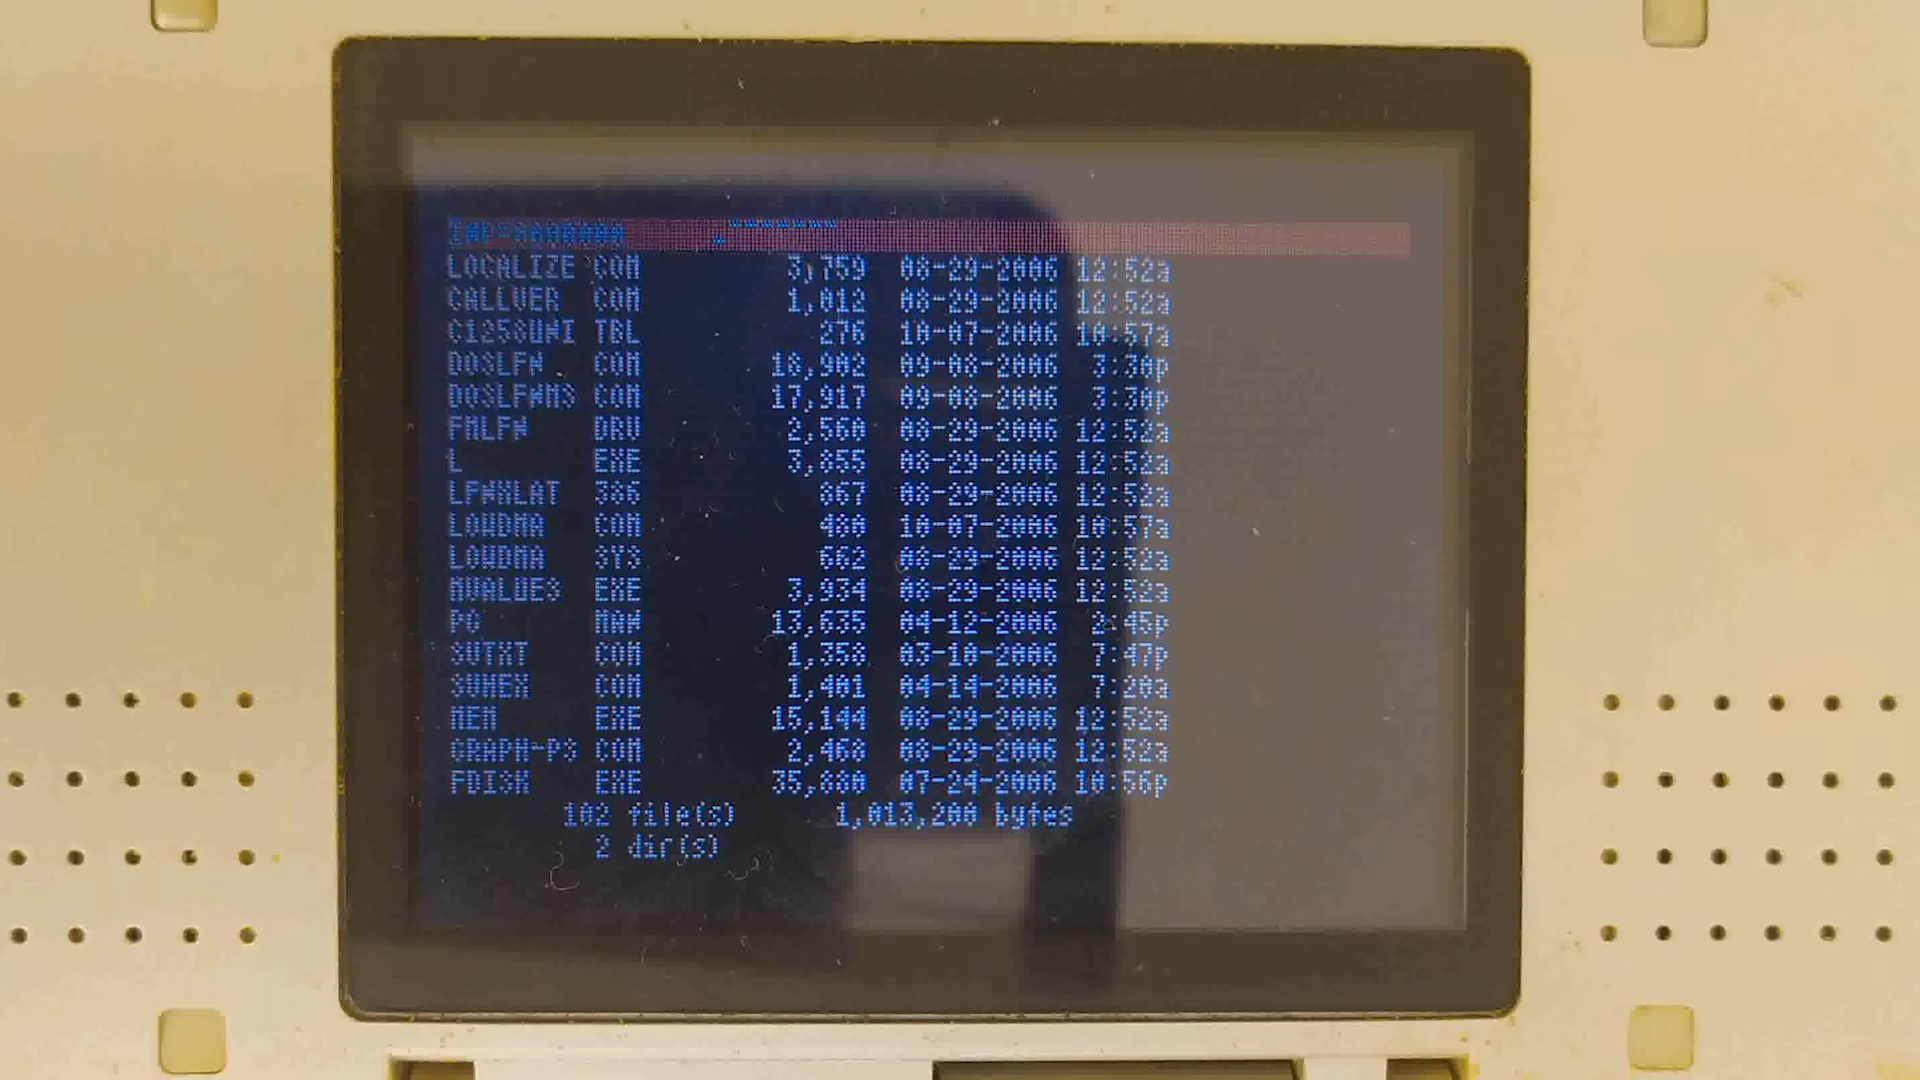 LOCALIZE COM 3,759 08-29-2006 12:52a
CALLVER COM 1,012 08-29-2006 12:52a
C1258UNI TBL 276 10-07-2006 10:57a
DOSLFN COM 18,902 09-08-2006 3:30p
DOSLFNMS COM 17,917 09-08-2006 3:30p
FMLFN DRV 2,560 08-29-2006 12:52a
L EXE 3,855 08-29-2006 12:52a
LFNXLAT 386 867 08-29-2006 12:52a
LOWDMA COM 480 10-07-2006 10:57a
LOWDMA SYS 662 08-29-2006 12:52a
MVALUES EXE 3,934 08-29-2006 12:52a
PG MAN 13,635 04-12-2006 2:45p
SVTXT COM 1,358 03-10-2006 7:47p
SVHEX COM 1,401 04-14-2006 7:20a
MEM EXE 15,144 08-29-2006 12:52a
GRAPH-PS COM 2,468 08-29-2006 12:52a
FDISK EXE 35,880 07-24-2006 10:56p
102 file(s) 1,013,200 bytes
2 dir(s)